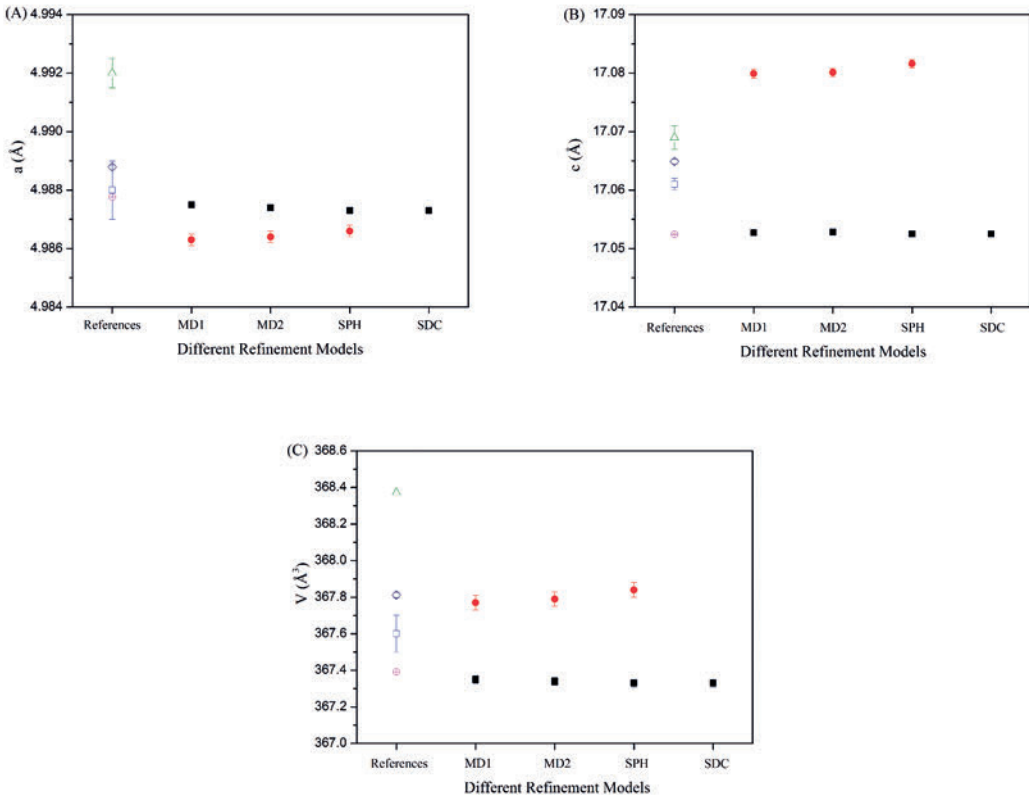 (A)
4.994
4.992
4.990
4.988
4.986
4.984
a (Å)
References MD1 MD2 SPH SDC
Different Refinement Models
(B)
17.09
17.08
17.07
17.06
17.05
17.04
c (Å)
References MD1 MD2 SPH SDC
Different Refinement Models
(C)
368.6
368.4
368.2
368.0
367.8
367.6
367.4
367.2
367.0
V (Å³)
References MD1 MD2 SPH SDC
Different Refinement Models